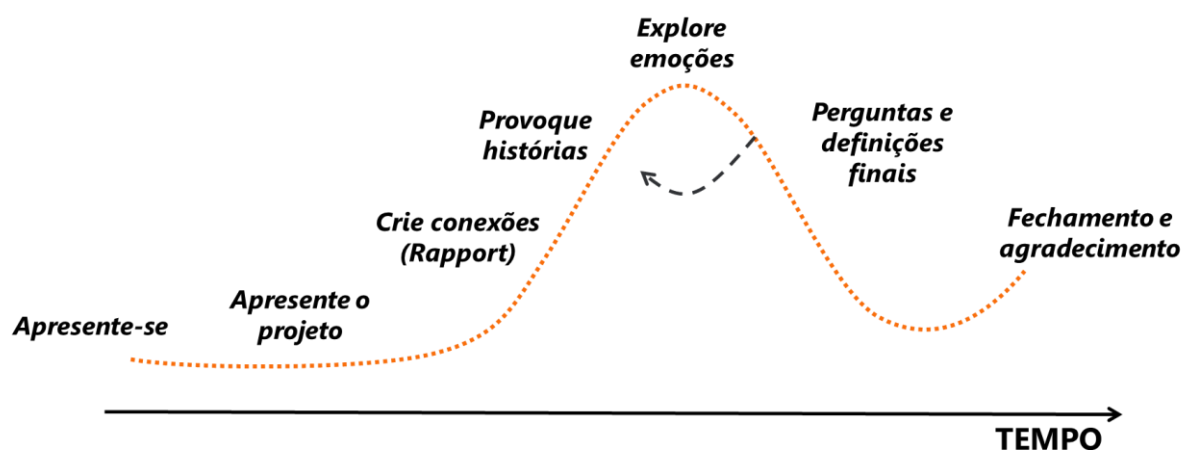 Apresente-se
Apresente o
projeto
Crie conexões
(Rapport)
Provoque
histórias
Explore
emoções
Perguntas e
definições
finais
Fechamento e
agradecimento
TEMPO